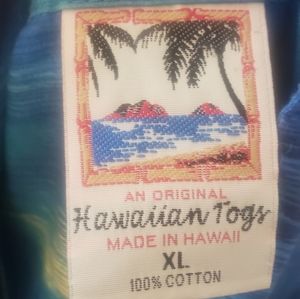 AN ORIGINAL
Hawaiian Togs
MADE IN HAWAII
XL
100% COTTON